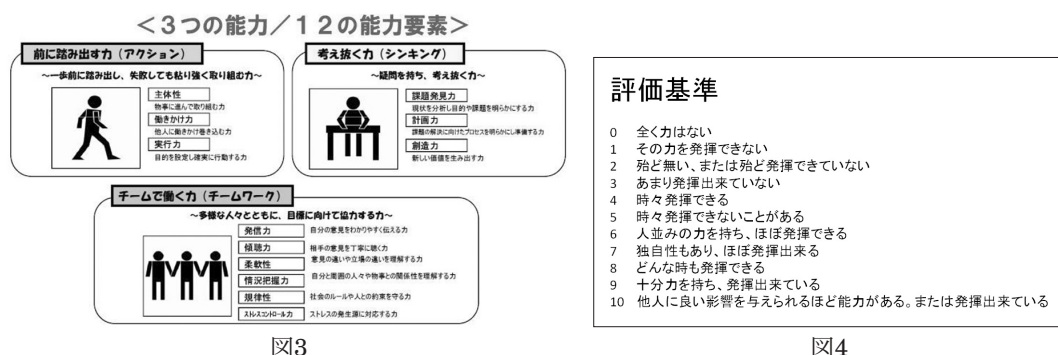 ＜３つの能力／１２の能力要素＞
前に踏み出す力（アクション）
～一歩前に踏み出し、失敗しても粘り強く取り組む力～
主体性
物事に進んで取り組む力
働きかけ力
他人に働きかけ巻き込む力
実行力
目的を設定し確実に行動する力
考え抜く力（シンキング）
～疑問を持ち、考え抜く力～
課題発見力
現状を分析し目的や課題を明らかにする力
計画力
課題の解決に向けたプロセスを明らかにし準備する力
創造力
新しい価値を生み出す力
チームで働く力（チームワーク）
～多様な人々とともに、目標に向けて協力する力～
発信力 自分の意見をわかりやすく伝える力
傾聴力 相手の意見を丁寧に聴く力
柔軟性 意見の違いや立場の違いを理解する力
情況把握力 自分と周囲の人々や物事との関係性を理解する力
規律性 社会のルールや人との約束を守る力
ストレスコントロール力 ストレスの発生源に対応する力
図3
評価基準
0 全く力はない
1 その力を発揮できない
2 殆ど無い、または殆ど発揮できていない
3 あまり発揮出来ていない
4 時々発揮できる
5 時々発揮できないことがある
6 人並みの力を持ち、ほぼ発揮できる
7 独自性もあり、ほぼ発揮出来る
8 どんな時も発揮できる
9 十分力を持ち、発揮出来ている
10 他人に良い影響を与えられるほど能力がある。または発揮出来ている
図4